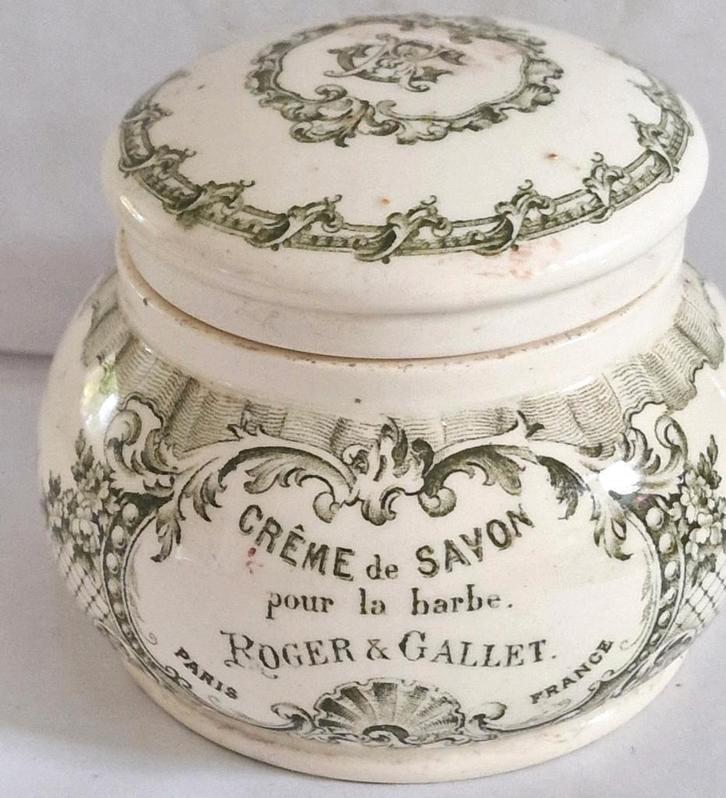 CRÊME de SAVON
pour la barbe.
ROGER & GALLET.
PARIS
FRANCE